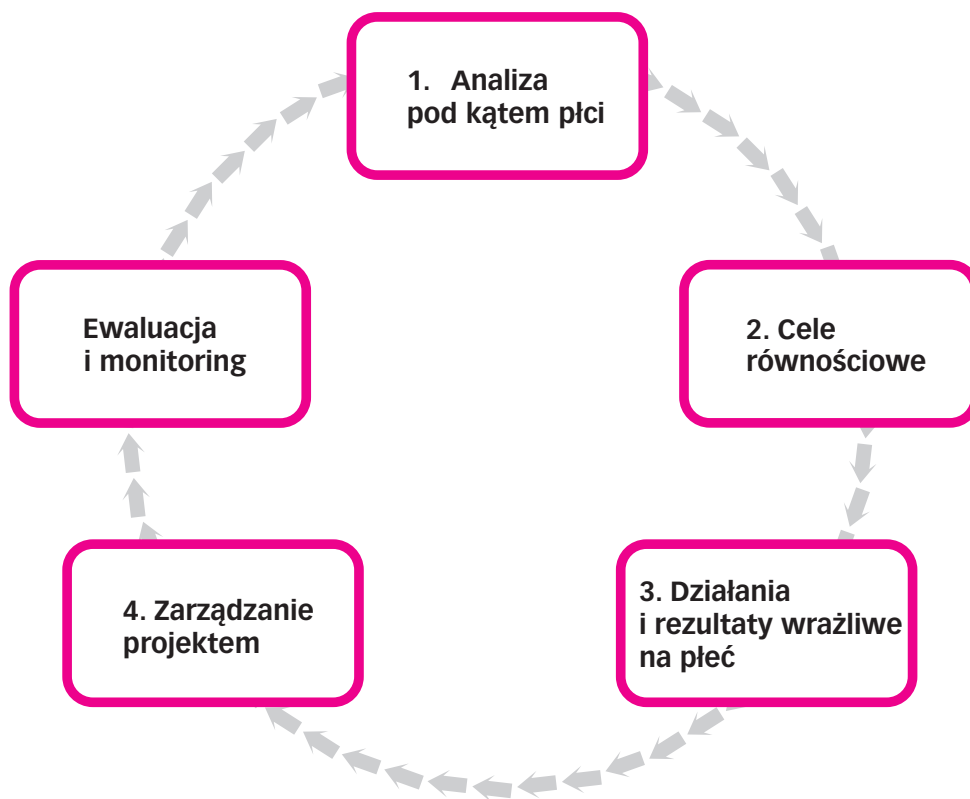 1. Analiza
pod kątem płci
2. Cele
równościowe
3. Działania
i rezultaty wrażliwe
na płeć
4. Zarządzanie
projektem
Ewaluacja
i monitoring